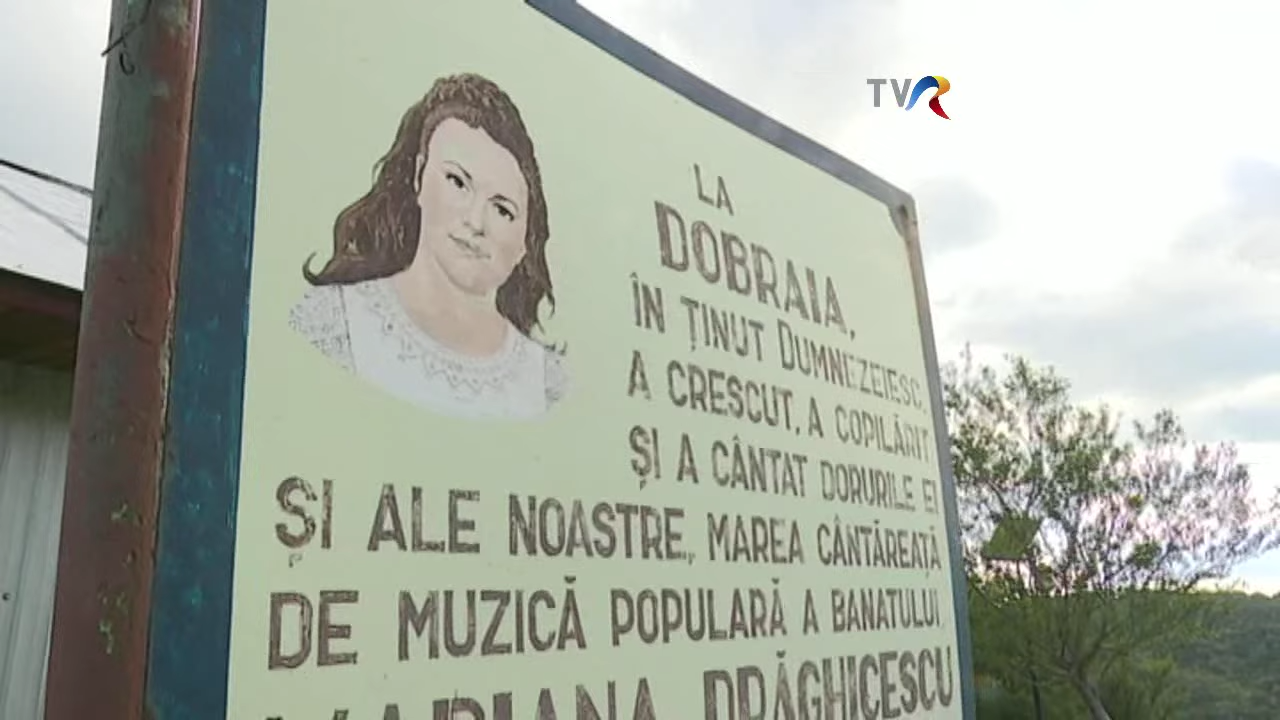 TVR
LA
DOBRAIA,
ÎN ȚINUT DUMNEZEIESC,
A CRESCUT, A COPILĂRIT
ȘI A CÂNTAT DORURILE EI
ȘI ALE NOASTRE, MAREA CÂNTĂREAȚĂ
DE MUZICĂ POPULARĂ A BANATULUI
MARIANA DRĂGHICESCU